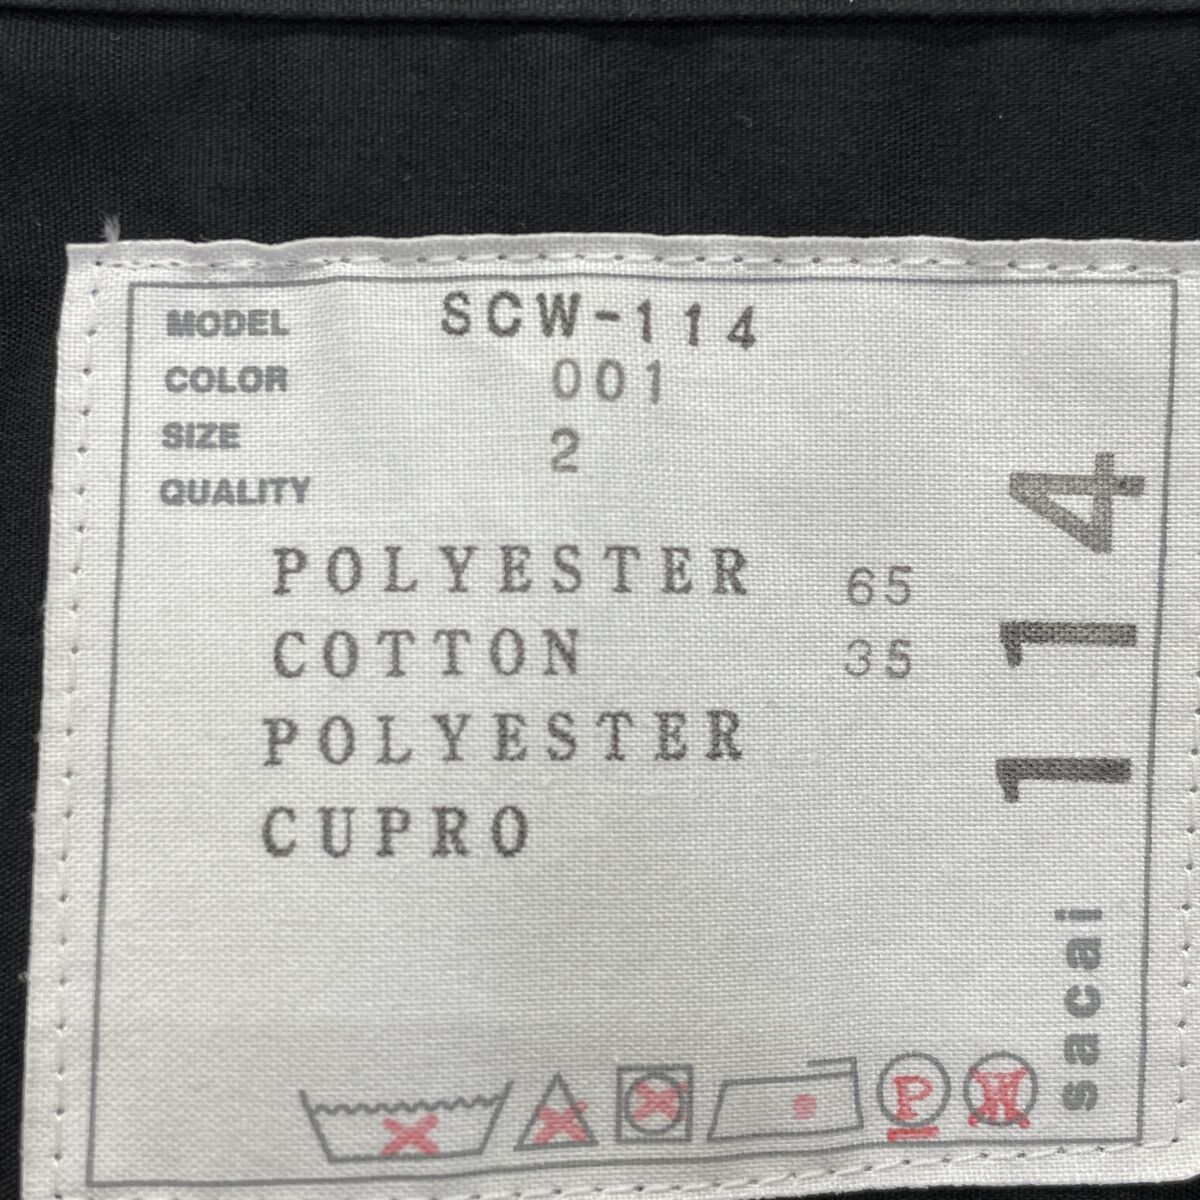 MODEL SCW-114
COLOR 001
SIZE 2
QUALITY
POLYESTER 65
COTTON 35
POLYESTER
CUPRO
P W
114
sacai